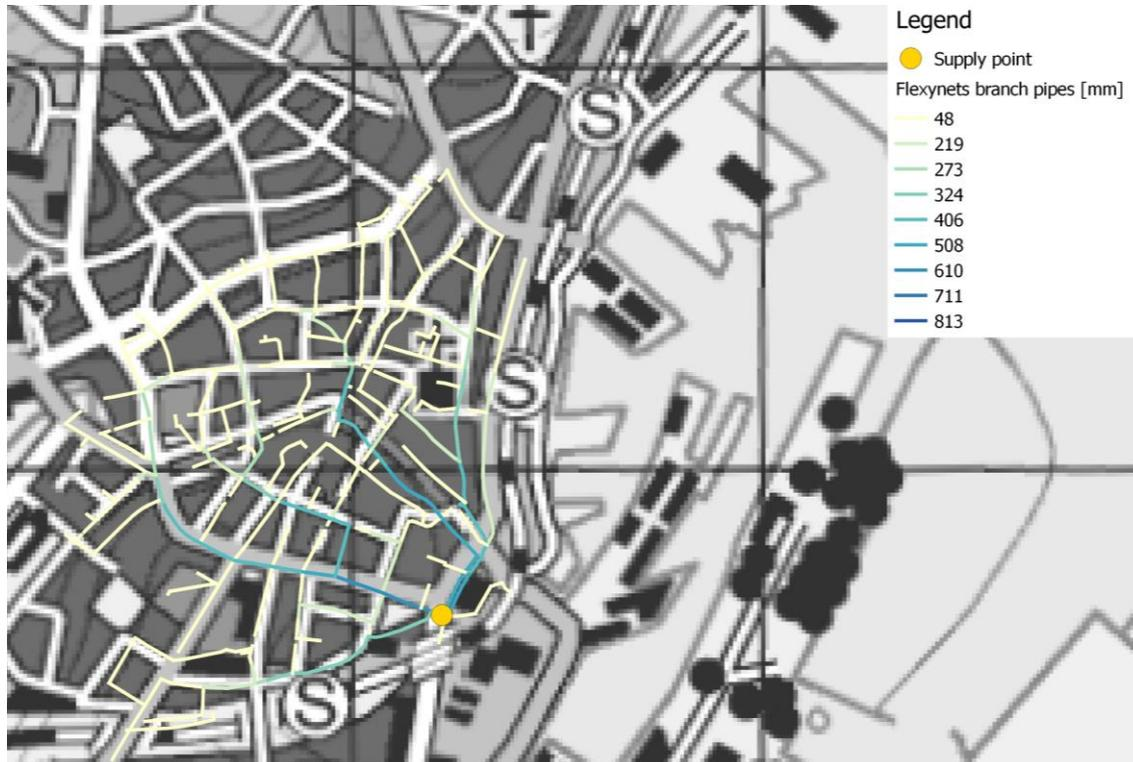 Legend
Supply point
Flexynets branch pipes [mm]
48
219
273
324
406
508
610
711
813
S
S
S